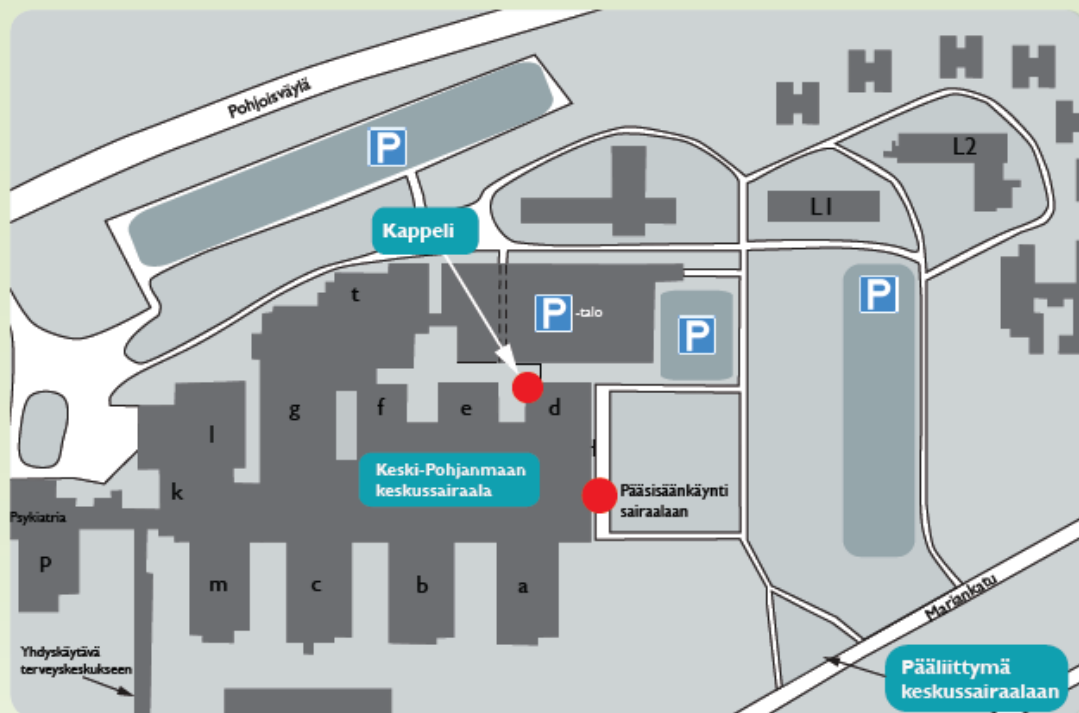 Pohjoisväylä
P
L2
L1
Kappeli
t
P
-talo
P
P
l
g
f
e
d
k
Keski-Pohjanmaan
keskussairaala
Pääsisäänkäynti
sairaalaan
Psykiatria
P
m
c
b
a
Mariankatu
Yhdyskäytävä
terveyskeskukseen
Pääliittymä
keskussairaalaan